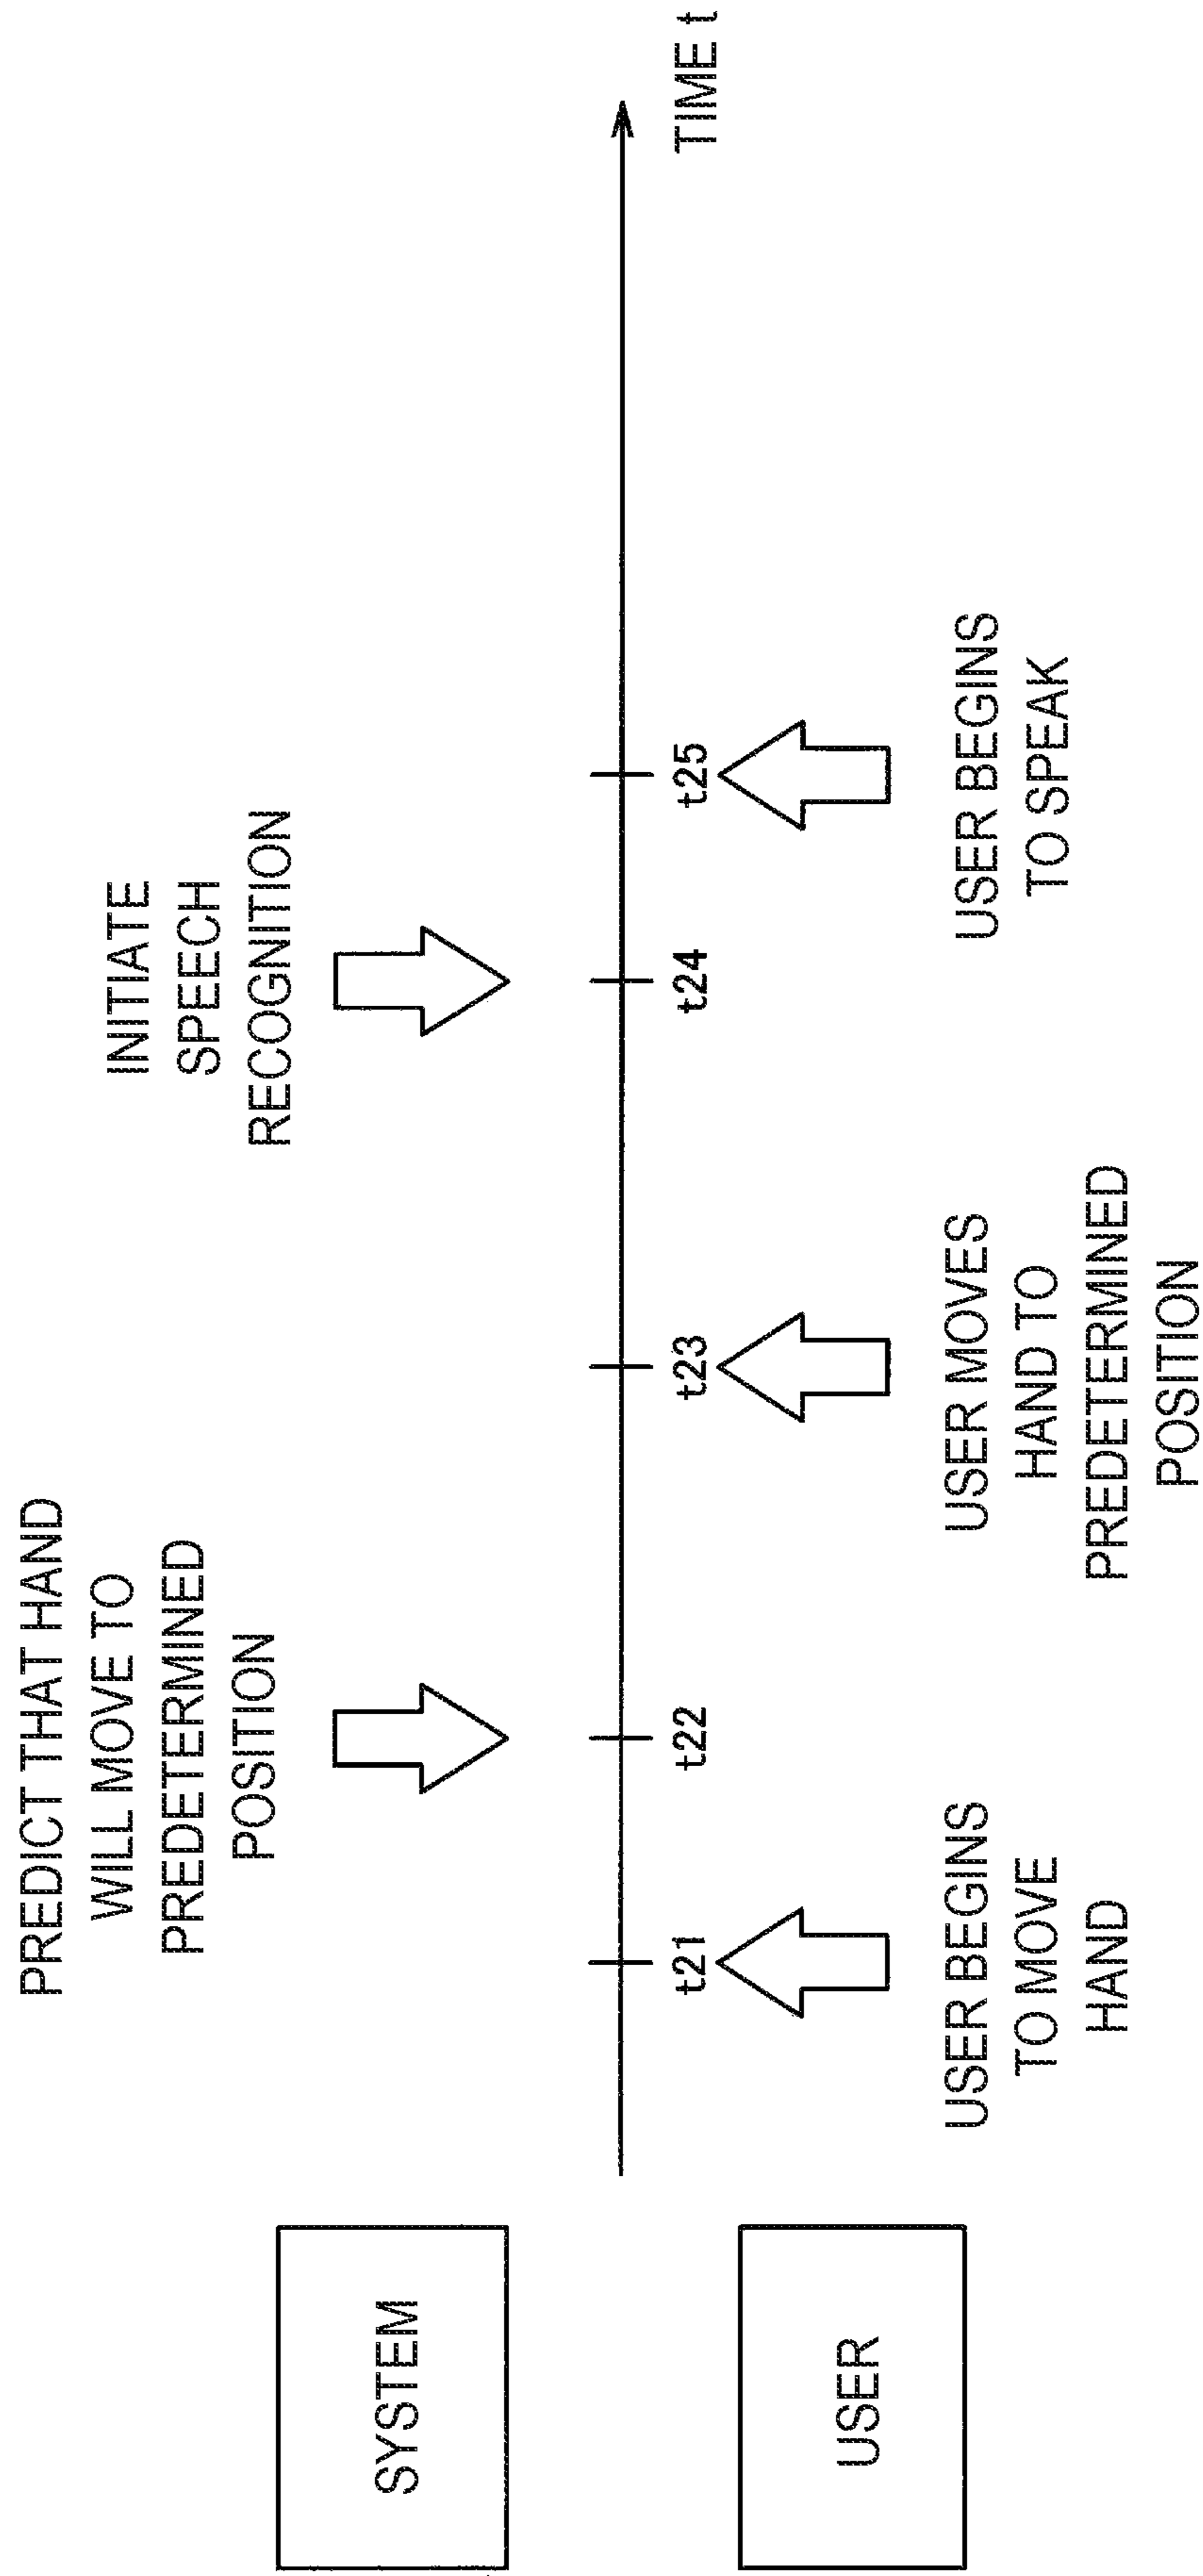 PREDICT THAT HAND
WILL MOVE TO
PREDETERMINED
POSITION
INITIATE
SPEECH
RECOGNITION
SYSTEM
t21
t22
t23
t24
t25
TIME t
USER
USER BEGINS
TO MOVE
HAND
USER MOVES
HAND TO
PREDETERMINED
POSITION
USER BEGINS
TO SPEAK